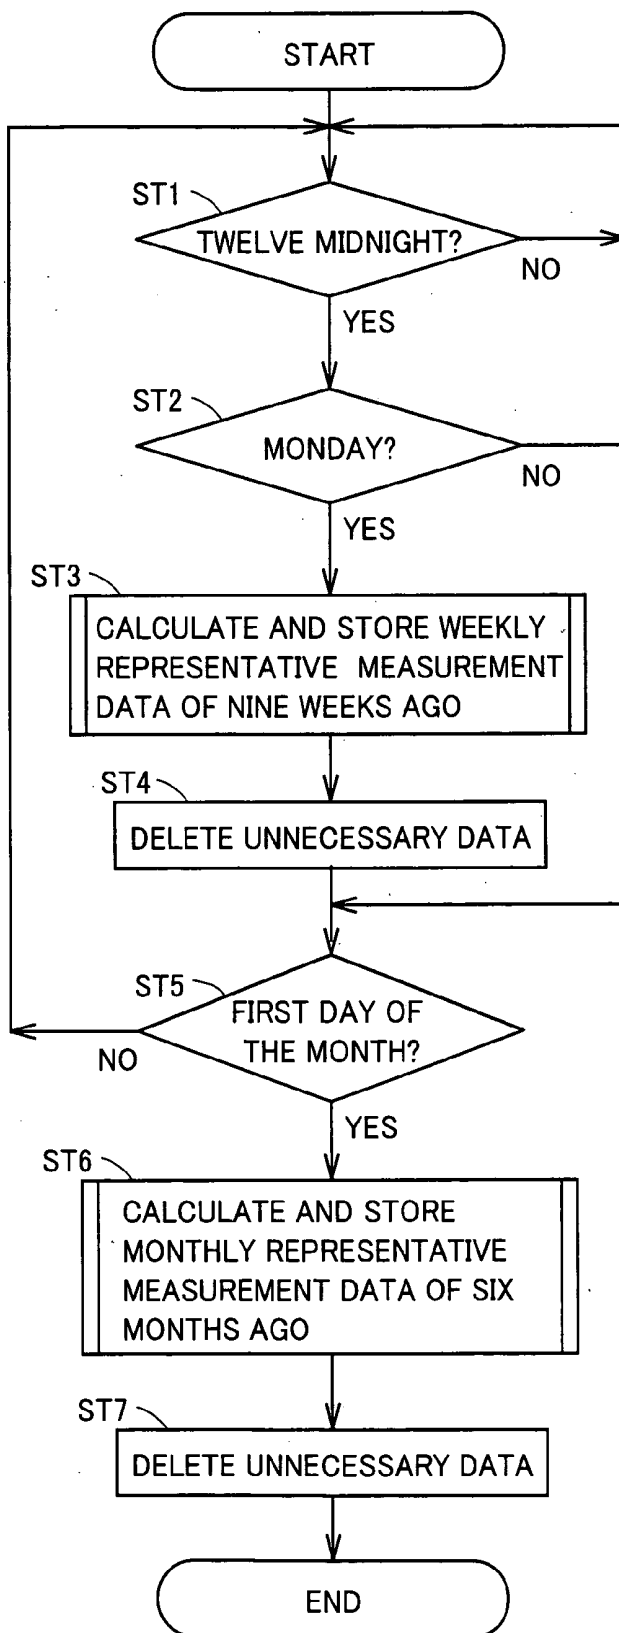 START
ST1
TWELVE MIDNIGHT?
NO
YES
ST2
MONDAY?
NO
YES
ST3
CALCULATE AND STORE WEEKLY
REPRESENTATIVE MEASUREMENT
DATA OF NINE WEEKS AGO
ST4
DELETE UNNECESSARY DATA
ST5
FIRST DAY OF
THE MONTH?
NO
YES
ST6
CALCULATE AND STORE
MONTHLY REPRESENTATIVE
MEASUREMENT DATA OF SIX
MONTHS AGO
ST7
DELETE UNNECESSARY DATA
END